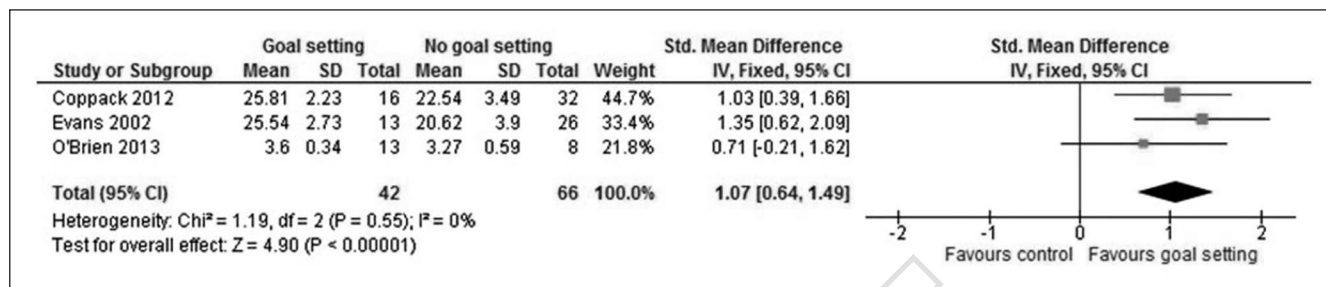 Goal setting No goal setting Std. Mean Difference Std. Mean Difference
Study or Subgroup Mean SD Total Mean SD Total Weight IV, Fixed, 95% CI IV, Fixed, 95% CI
Coppack 2012 25.81 2.23 16 22.54 3.49 32 44.7% 1.03 [0.39, 1.66]
Evans 2002 25.54 2.73 13 20.62 3.9 26 33.4% 1.35 [0.62, 2.09]
O'Brien 2013 3.6 0.34 13 3.27 0.59 8 21.8% 0.71 [-0.21, 1.62]
Total (95% CI) 42 66 100.0% 1.07 [0.64, 1.49]
Heterogeneity: Chi² = 1.19, df = 2 (P = 0.55); I² = 0%
Test for overall effect: Z = 4.90 (P < 0.00001)
-2 -1 0 1 2
Favours control Favours goal setting